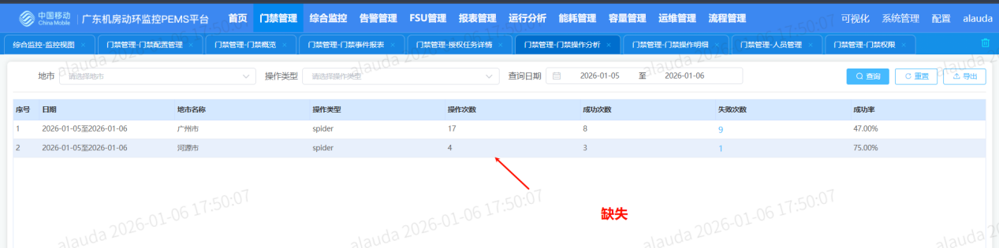 中国移动 China Mobile 广东机房动环监控PEMS平台 首页 门禁管理 综合监控 告警管理 FSU管理 报表管理 运行分析 能耗管理 容量管理 运维管理 流程管理 可视化 系统管理 配置 alauda
综合监控-监控视图 × 门禁管理-门禁配置管理 × 门禁管理-门禁概览 × 门禁管理-门禁事件报表 × 门禁管理-授权任务详情 × 门禁管理-门禁操作分析 × 门禁管理-门禁操作明细 × 门禁管理-人员管理 × 门禁管理-门禁权限 ×
地市 请选择地市 操作类型 请选择操作类型 查询日期 2026-01-05 至 2026-01-06 查询 重置 导出
序号 日期 地市名称 操作类型 操作次数 成功次数 失败次数 成功率
1 2026-01-05至2026-01-06 广州市 spider 17 8 9 47.00%
2 2026-01-05至2026-01-06 河源市 spider 4 3 1 75.00%
缺失
alauda 2026-01-06 17:50:07 alauda 2026-01-06 17:50:07 alauda 2026-01-06 17:50:07